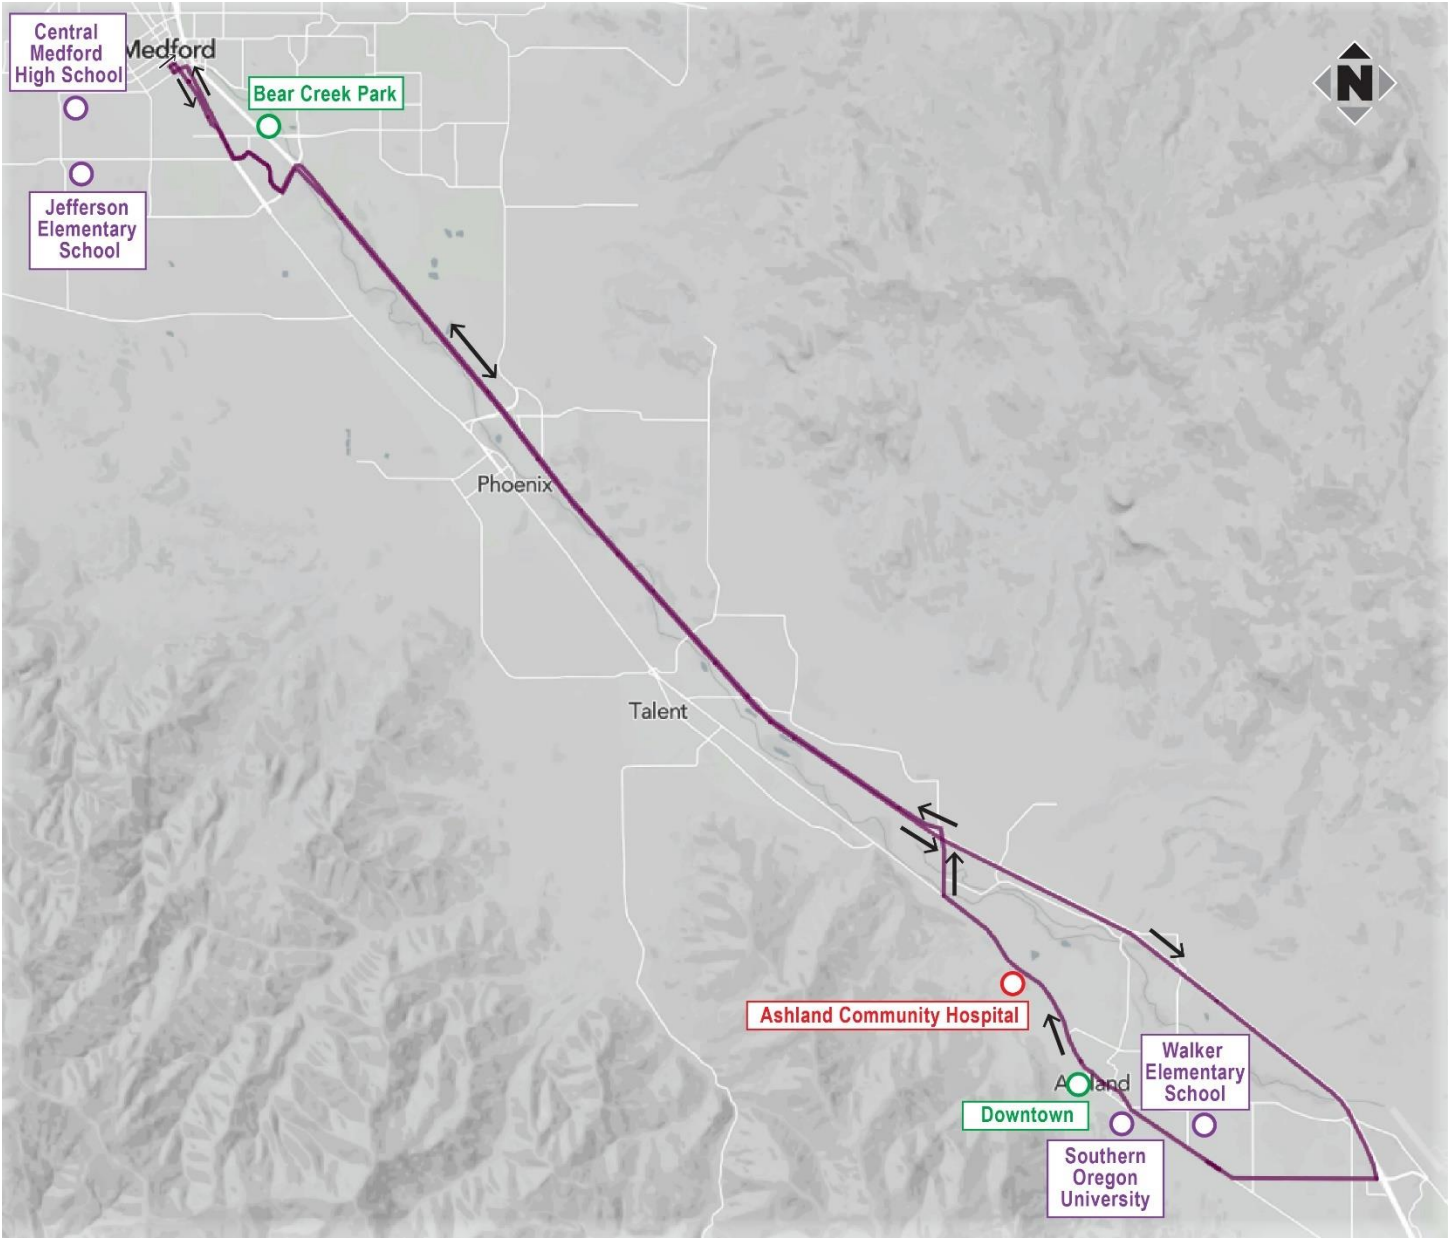 Central
Medford
High School
Medford
N
Bear Creek Park
Jefferson
Elementary
School
Phoenix
Talent
Ashland Community Hospital
Walker
Elementary
School
A land
Downtown
Southern
Oregon
University